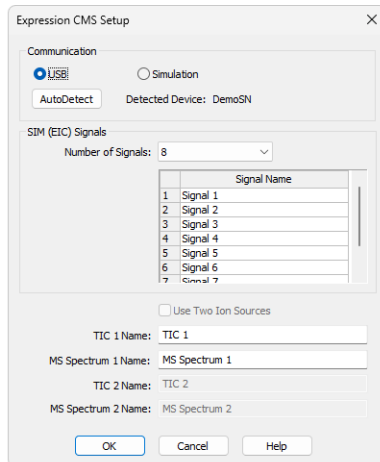 Expression CMS Setup
Communication
USB Simulation
AutoDetect Detected Device: DemoSN
SIM (EIC) Signals
Number of Signals: 8
Signal Name
1 Signal 1
2 Signal 2
3 Signal 3
4 Signal 4
5 Signal 5
6 Signal 6
7 Signal 7
Use Two Ion Sources
TIC 1 Name: TIC 1
MS Spectrum 1 Name: MS Spectrum 1
TIC 2 Name: TIC 2
MS Spectrum 2 Name: MS Spectrum 2
OK Cancel Help